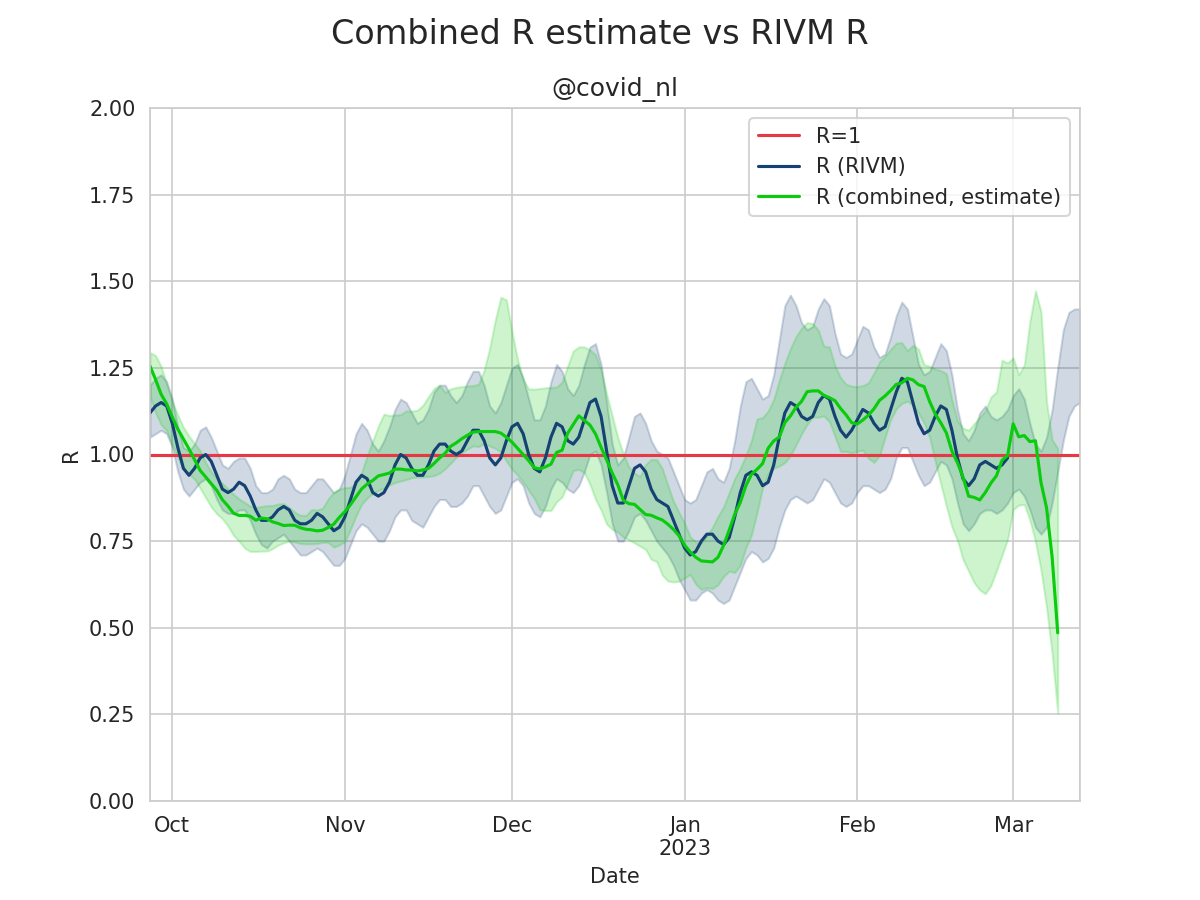 Combined R estimate vs RIVM R
@covid_nl
R=1
R (RIVM)
R (combined, estimate)
2.00
1.75
1.50
1.25
1.00
0.75
0.50
0.25
0.00
R
Oct Nov Dec Jan Feb Mar
2023
Date